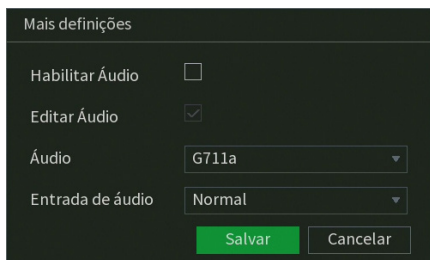 Mais definições
Habilitar Áudio
Editar Áudio
Áudio G711a
Entrada de áudio Normal
Salvar Cancelar